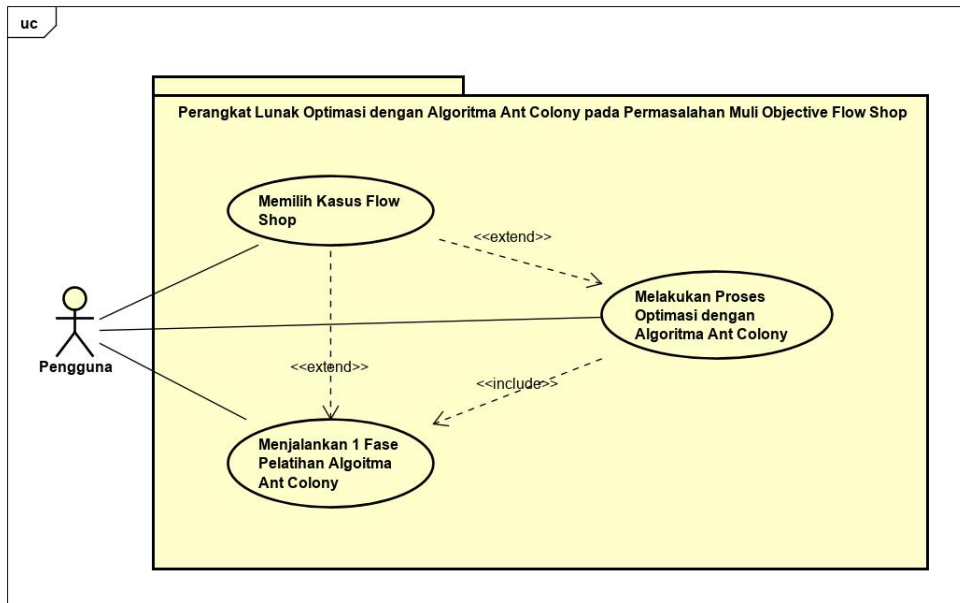 uc
Perangkat Lunak Optimasi dengan Algoritma Ant Colony pada Permasalahan Muli Objective Flow Shop
Memilih Kasus Flow
Shop
<<extend>>
Melakukan Proses
Optimasi dengan
Algoritma Ant Colony
Pengguna
<<extend>>
<<include>>
Menjalankan 1 Fase
Pelatihan Algoitma
Ant Colony